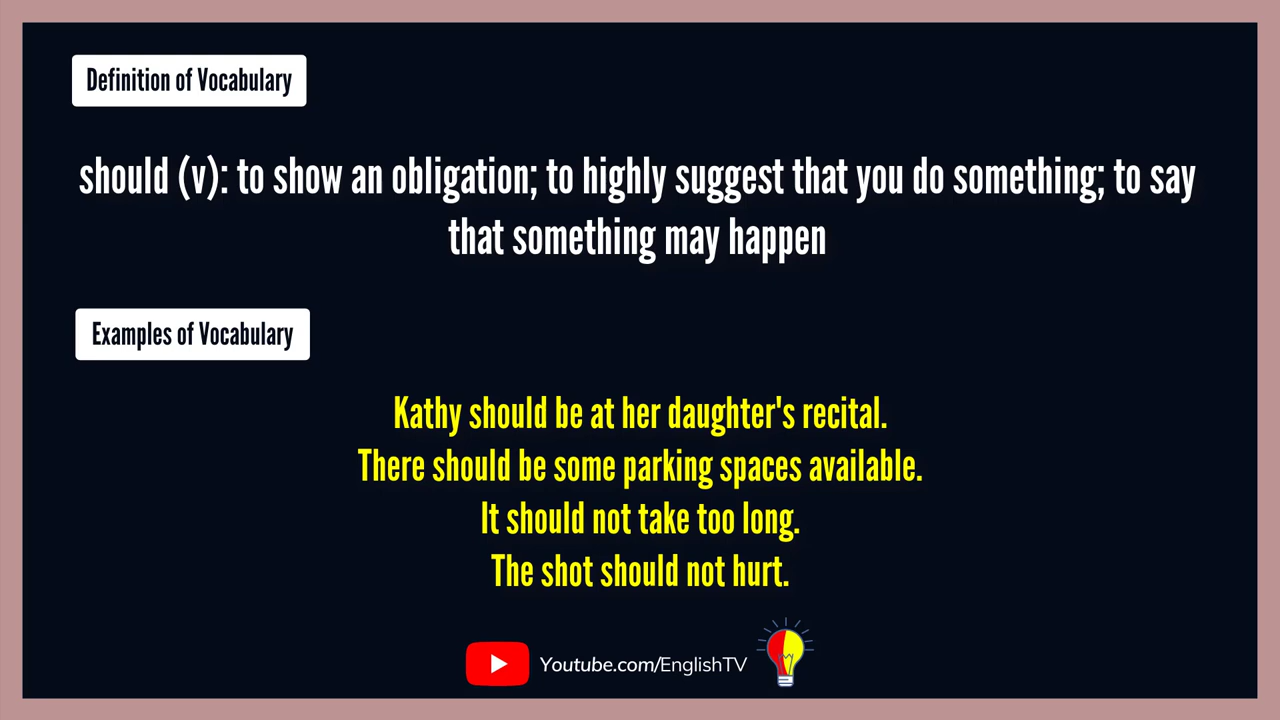 Definition of Vocabulary
should (v): to show an obligation; to highly suggest that you do something; to say
that something may happen
Examples of Vocabulary
Kathy should be at her daughter's recital.
There should be some parking spaces available.
It should not take too long.
The shot should not hurt.
Youtube.com/EnglishTV